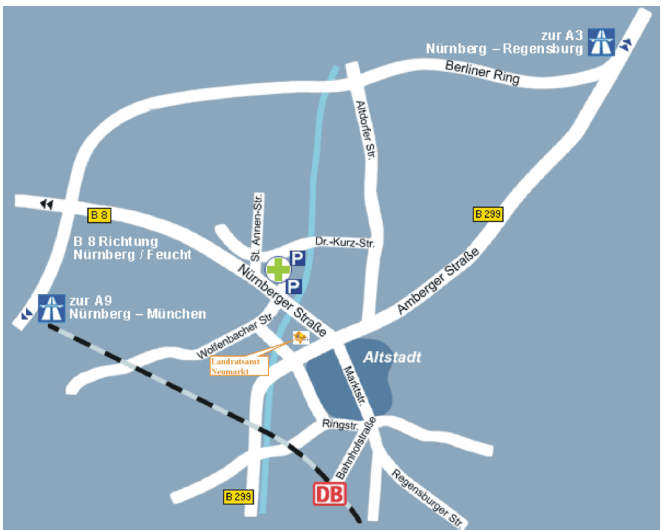 zur A3
Nürnberg – Regensburg
Berliner Ring
Altdorfer Str.
B 8
St. Annen-Str.
B 299
B 8 Richtung
Nürnberg / Feucht
Dr.-Kurz-Str.
P
P
Nürnberger Straße
Amberger Straße
zur A9
Nürnberg – München
Wolfenbacher Str.
Landratsamt
Neumarkt
Altstadt
Marktstr.
Ringstr.
Bahnhofstraße
Regensburger Str.
B 299
DB